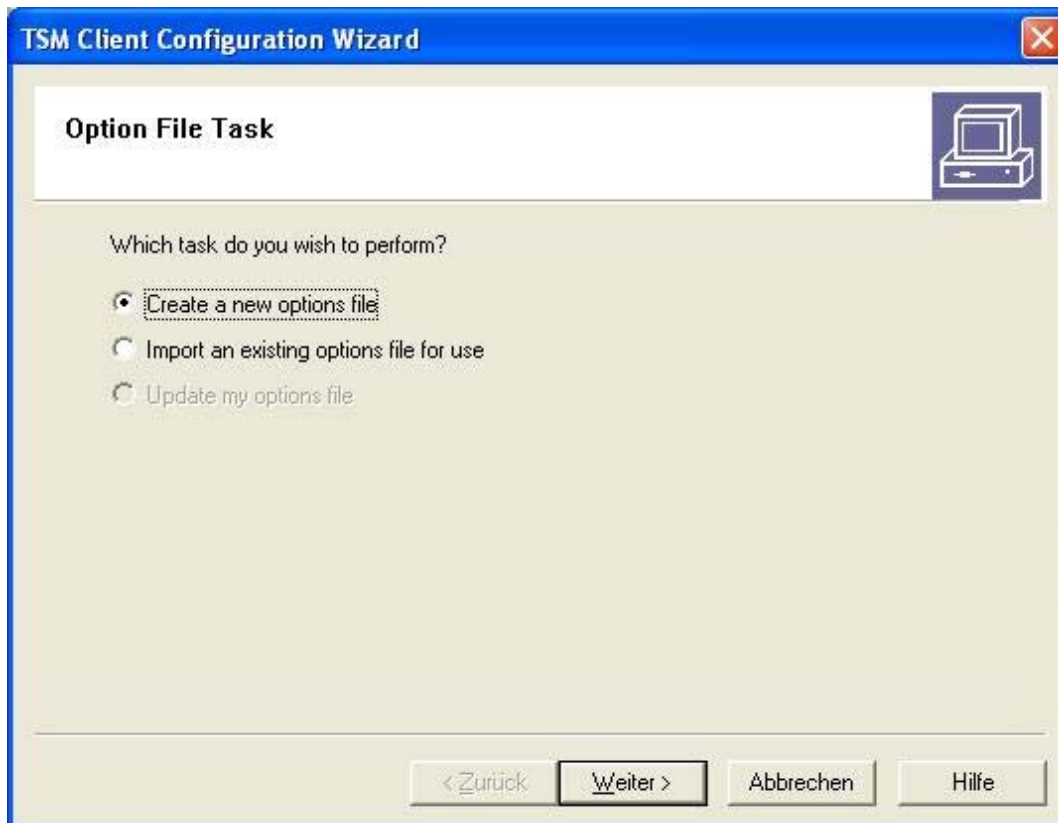 TSM Client Configuration Wizard
Option File Task
Which task do you wish to perform?
Create a new options file
Import an existing options file for use
Update my options file
< Zurück
Weiter >
Abbrechen
Hilfe